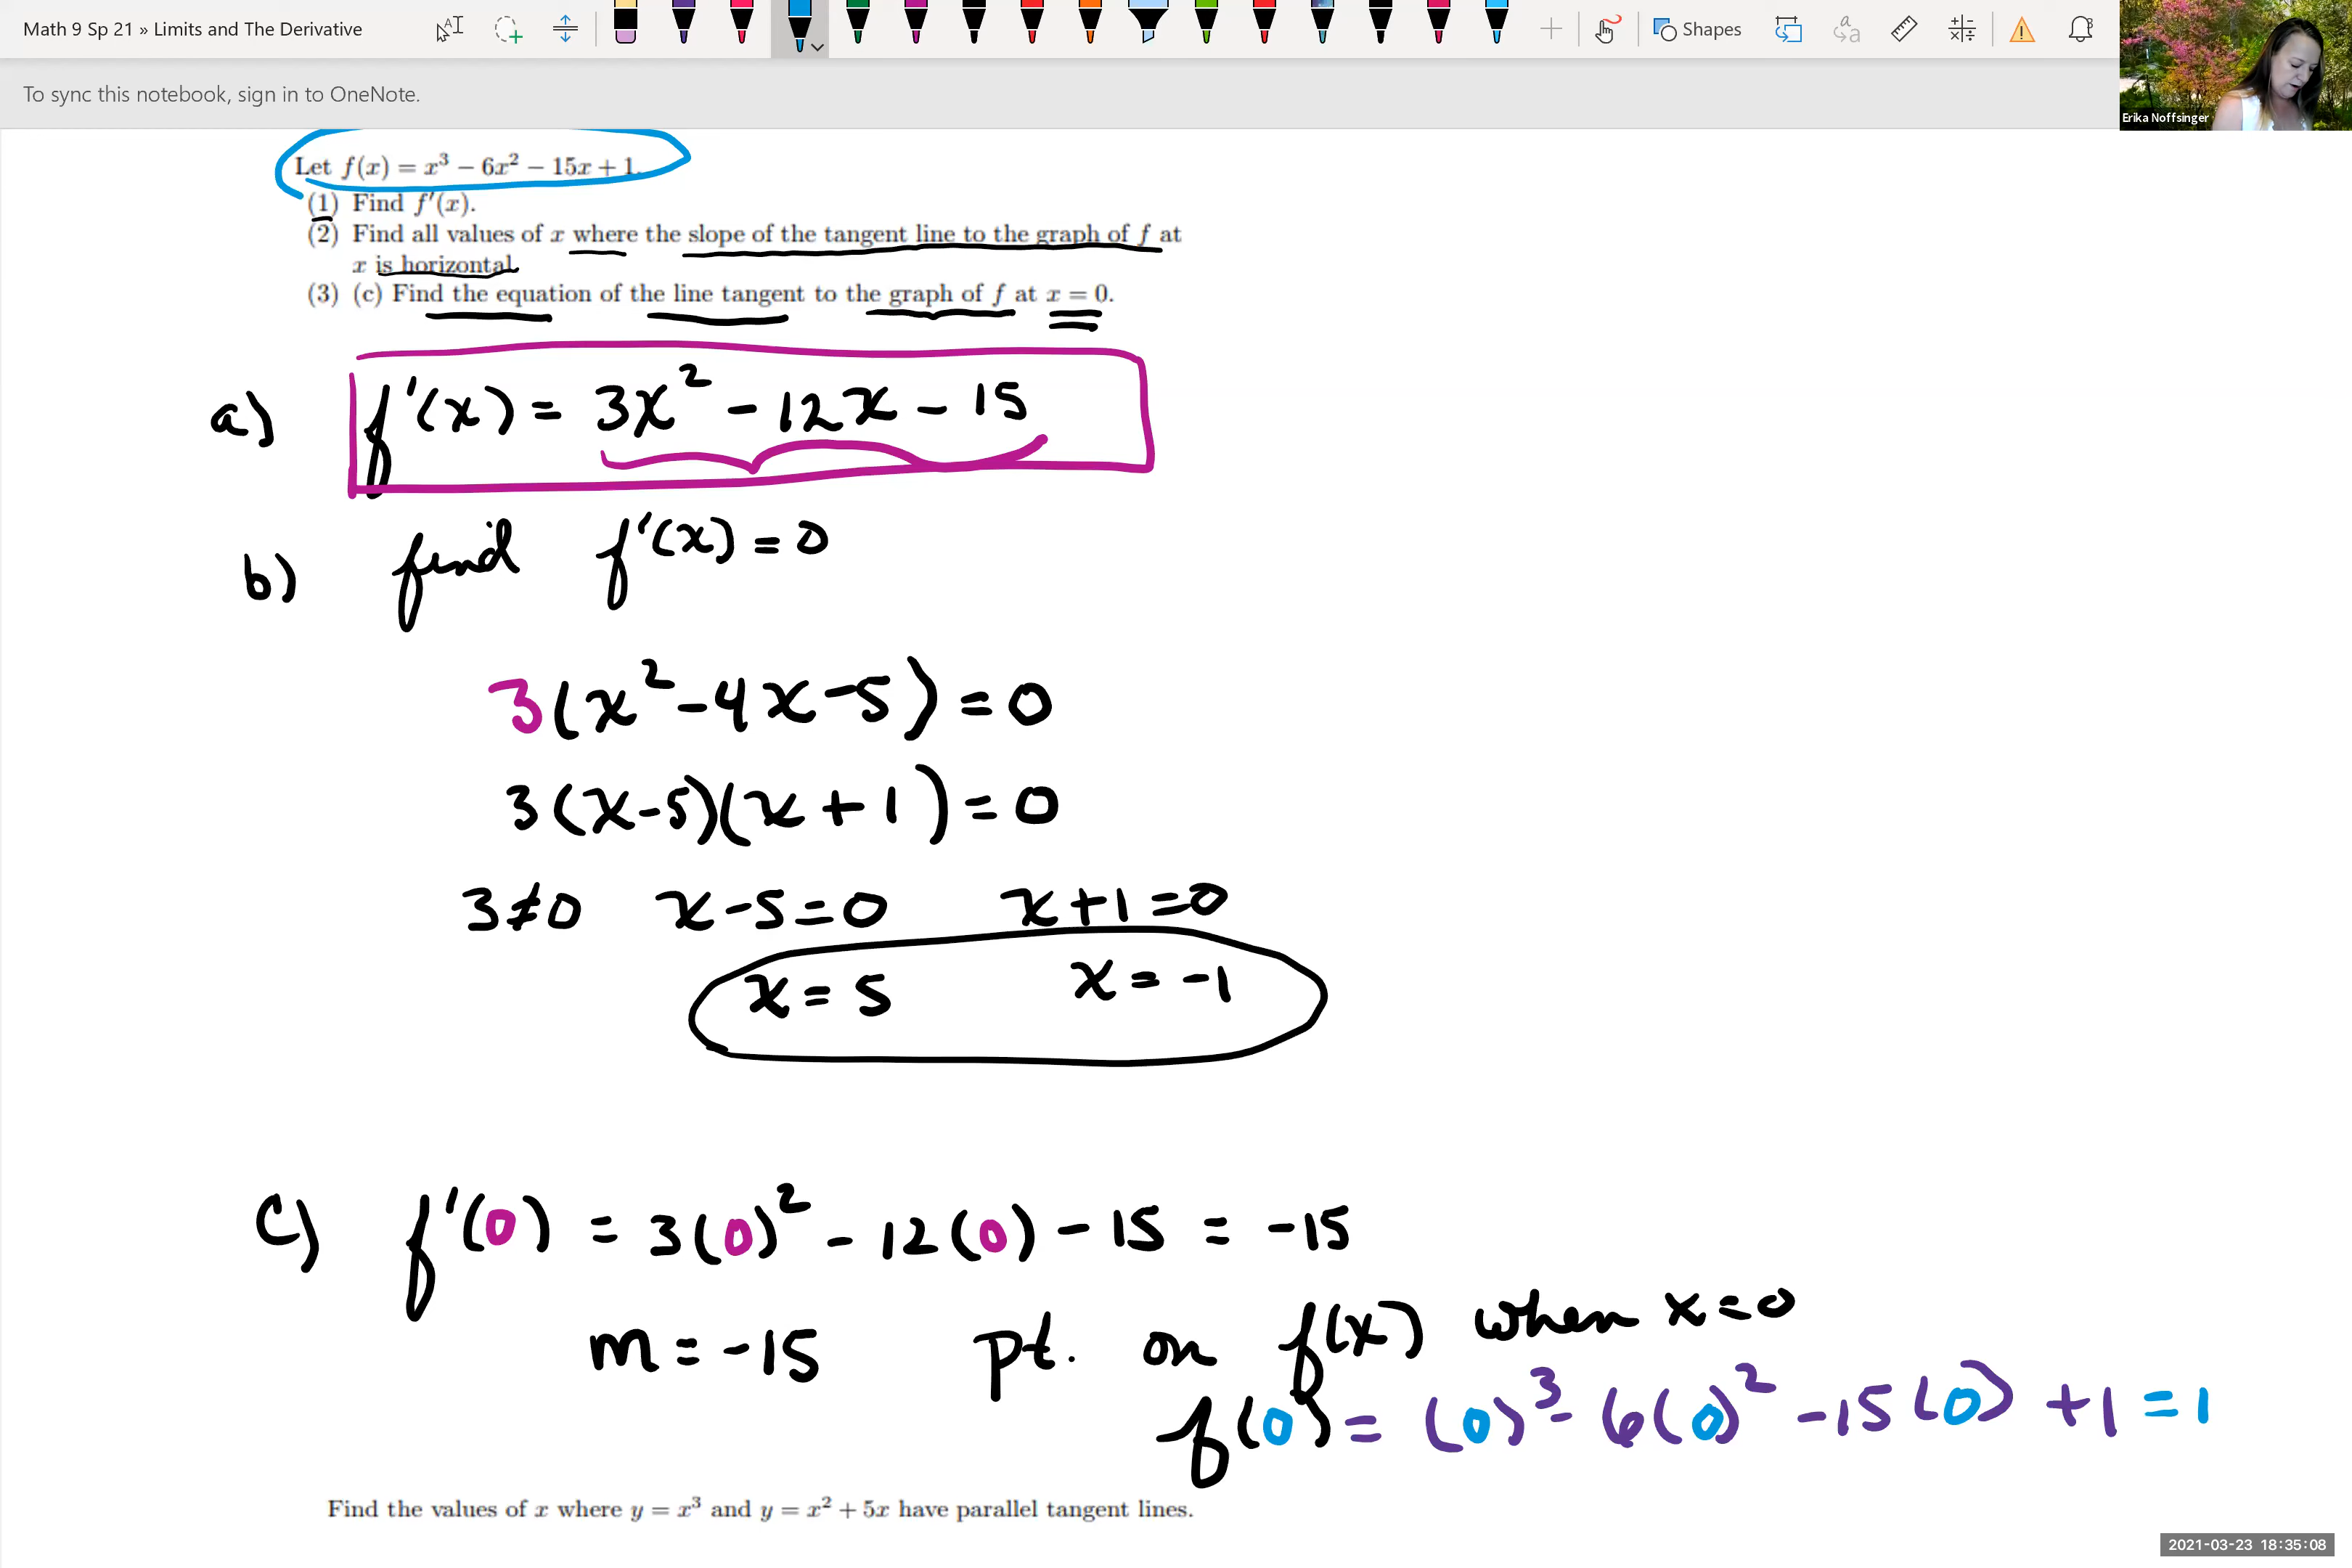 Math 9 Sp 21 » Limits and The Derivative
Shapes
To sync this notebook, sign in to OneNote.
Erika Noffsinger
Let f(x) = x³ − 6x² − 15x + 1.
(1) Find f′(x).
(2) Find all values of x where the slope of the tangent line to the graph of f at
x is horizontal.
(3) (c) Find the equation of the line tangent to the graph of f at x = 0.
a) f'(x) = 3x² - 12x - 15
b) find f'(x) = 0
3(x² - 4x - 5) = 0
3(x-5)(x+1) = 0
3≠0 x-5=0 x+1=0
x = 5 x = -1
c) f'(0) = 3(0)² - 12(0) - 15 = -15
m = -15 pt. on f(x) when x=0
f(0) = (0)³ - 6(0)² - 15(0) + 1 = 1
Find the values of x where y = x³ and y = x² + 5x have parallel tangent lines.
2021-03-23 18:35:08